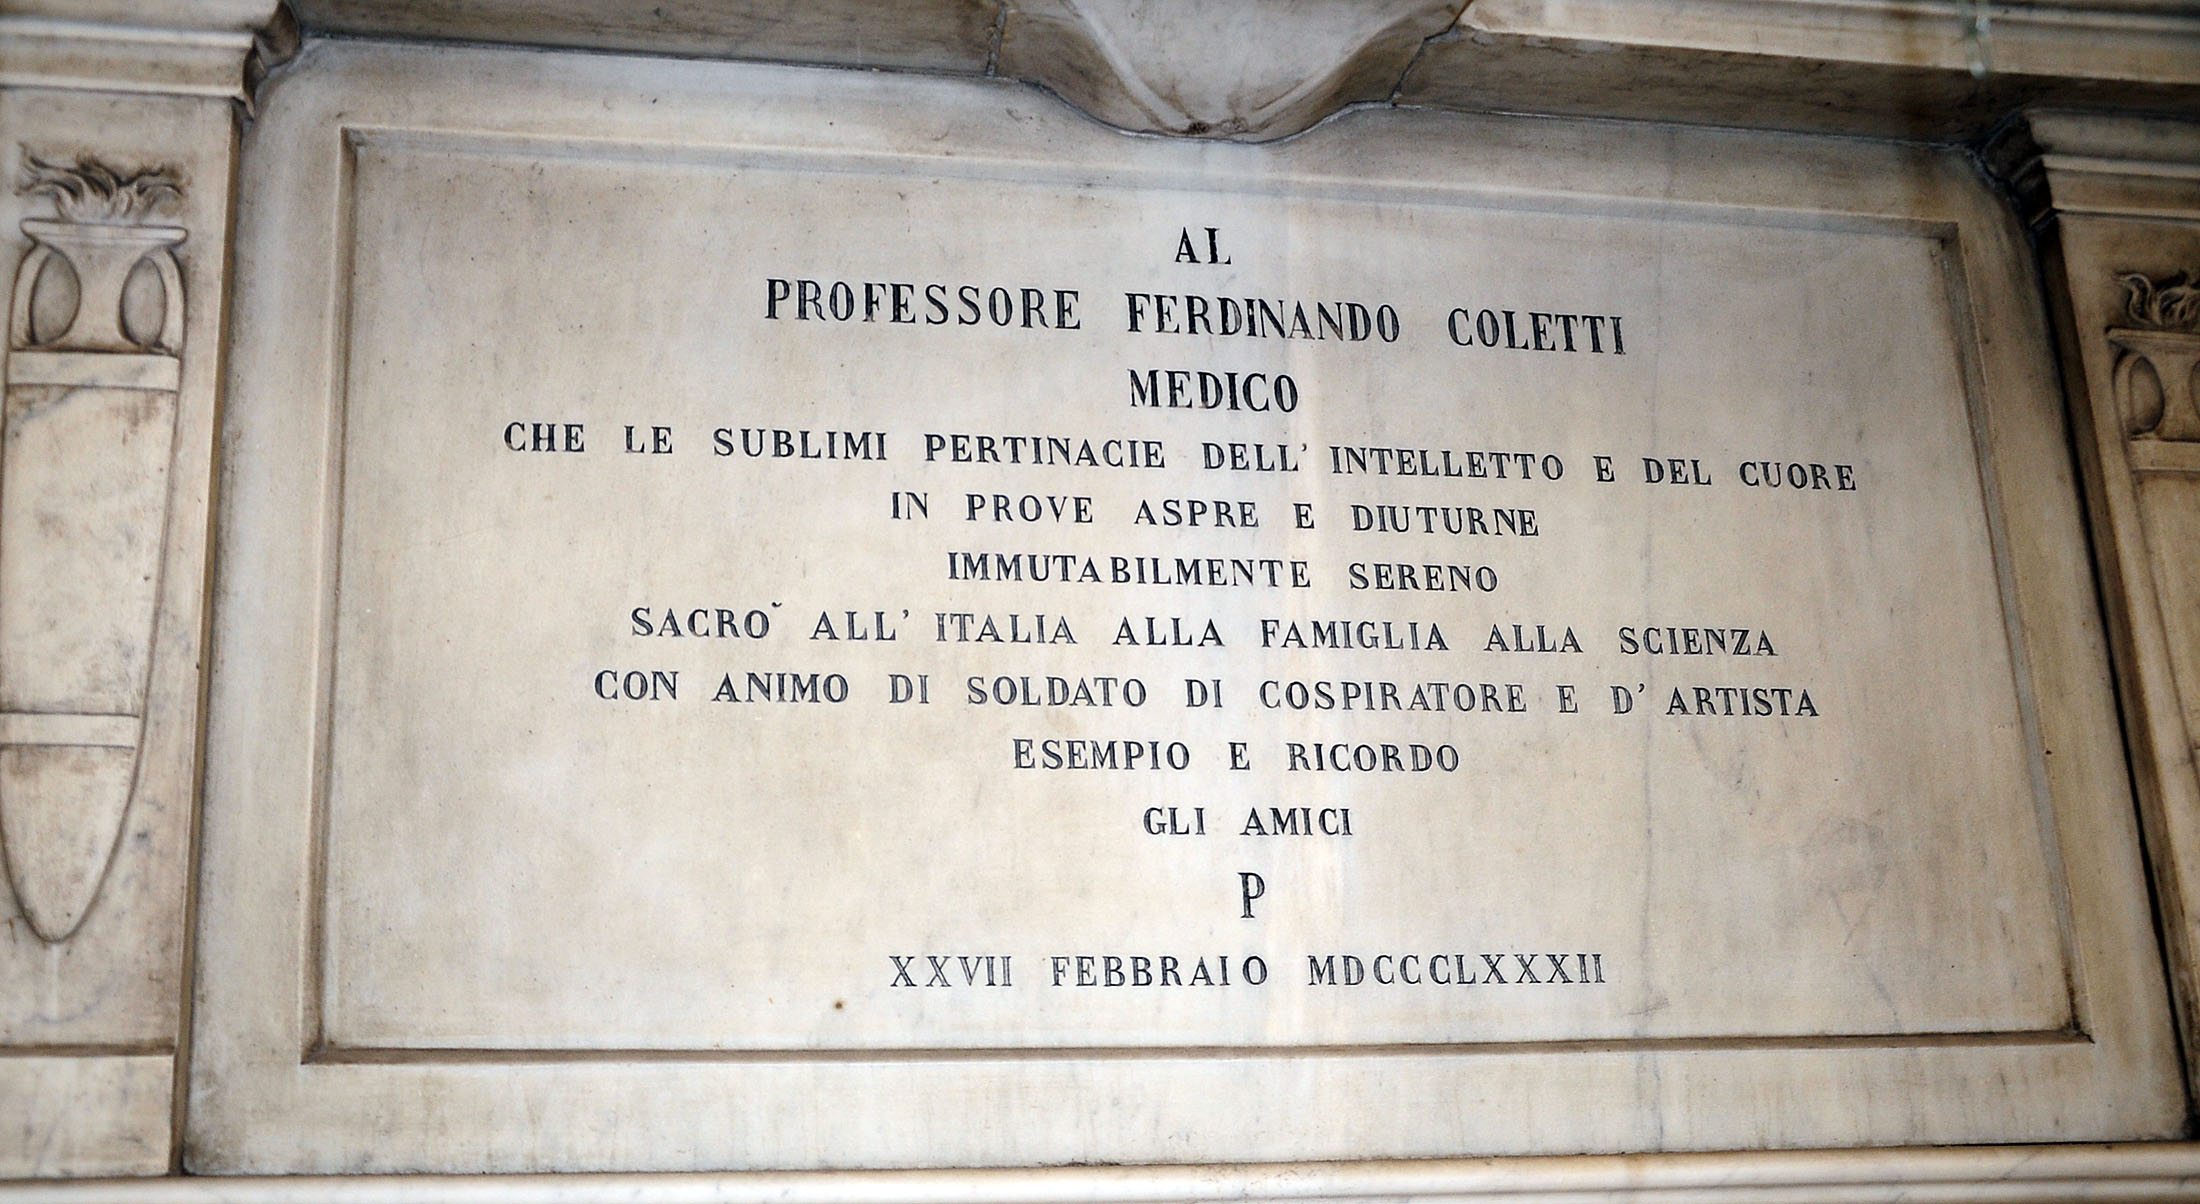 AL
PROFESSORE FERDINANDO COLETTI
MEDICO
CHE LE SUBLIMI PERTINACIE DELL' INTELLETTO E DEL CUORE
IN PROVE ASPRE E DIUTURNE
IMMUTABILMENTE SERENO
SACRÒ ALL' ITALIA ALLA FAMIGLIA ALLA SCIENZA
CON ANIMO DI SOLDATO DI COSPIRATORE E D' ARTISTA
ESEMPIO E RICORDO
GLI AMICI
P
XXVII FEBBRAIO MDCCCLXXXII